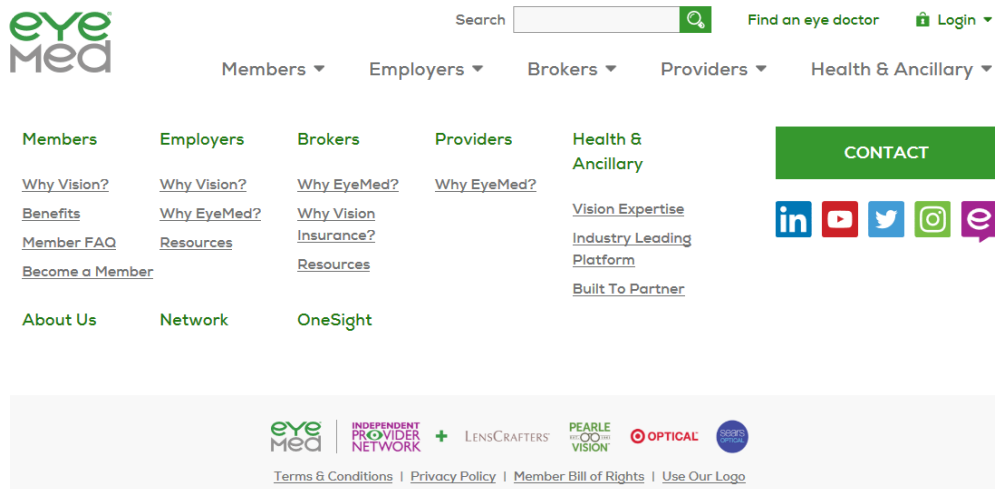 eye
Med
Search
Find an eye doctor
Login
Members
Employers
Brokers
Providers
Health & Ancillary
Members
Why Vision?
Benefits
Member FAQ
Become a Member
Employers
Why Vision?
Why EyeMed?
Resources
Brokers
Why EyeMed?
Why Vision
Insurance?
Resources
Providers
Why EyeMed?
Health &
Ancillary
Vision Expertise
Industry Leading
Platform
Built To Partner
CONTACT
in
e
About Us
Network
OneSight
eye
Med
INDEPENDENT
PROVIDER
NETWORK
+
LENSCRAFTERS
PEARLE
VISION
OPTICAL
sears
OPTICAL
Terms & Conditions | Privacy Policy | Member Bill of Rights | Use Our Logo